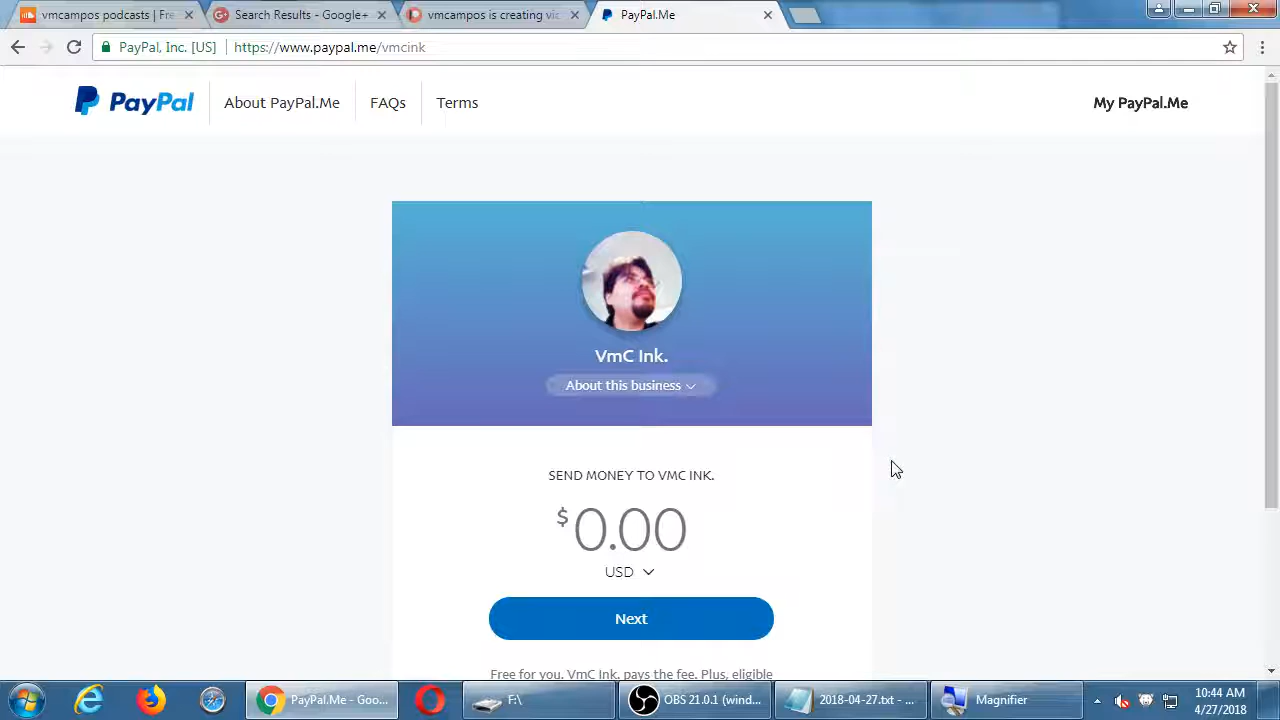 vmcampos podcasts | Fre
Search Results - Google+
vmcampos is creating vi
PayPal.Me
PayPal, Inc. [US]
https://www.paypal.me/vmcink
PayPal
About PayPal.Me
FAQs
Terms
My PayPal.Me
VmC Ink.
About this business
SEND MONEY TO VMC INK.
$0.00
USD
Next
Free for you. VmC Ink. pays the fee. Plus, eligible
PayPal.Me - Goo...
F:\
OBS 21.0.1 (wind...
2018-04-27.txt - ...
Magnifier
10:44 AM
4/27/2018